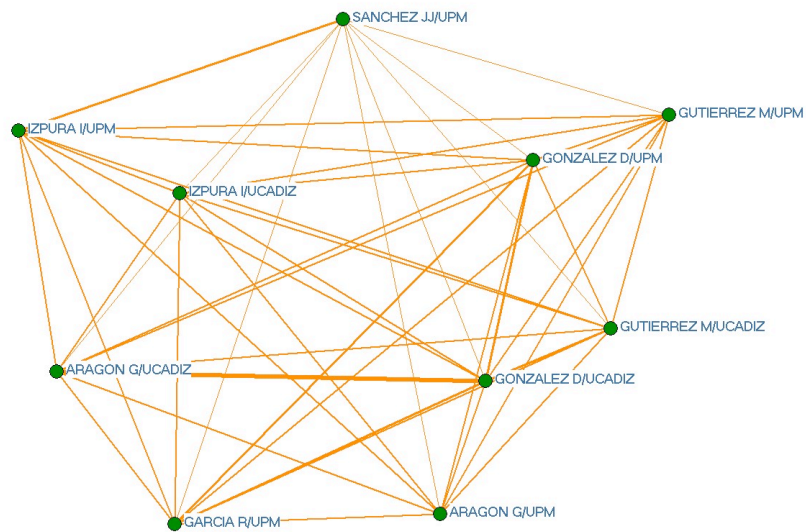 SANCHEZ JJ/UPM
GUTIERREZ M/UPM
IZPURA I/UPM
GONZALEZ D/UPM
IZPURA I/UCADIZ
GUTIERREZ M/UCADIZ
ARAGON G/UCADIZ
GONZALEZ D/UCADIZ
ARAGON G/UPM
GARCIA R/UPM